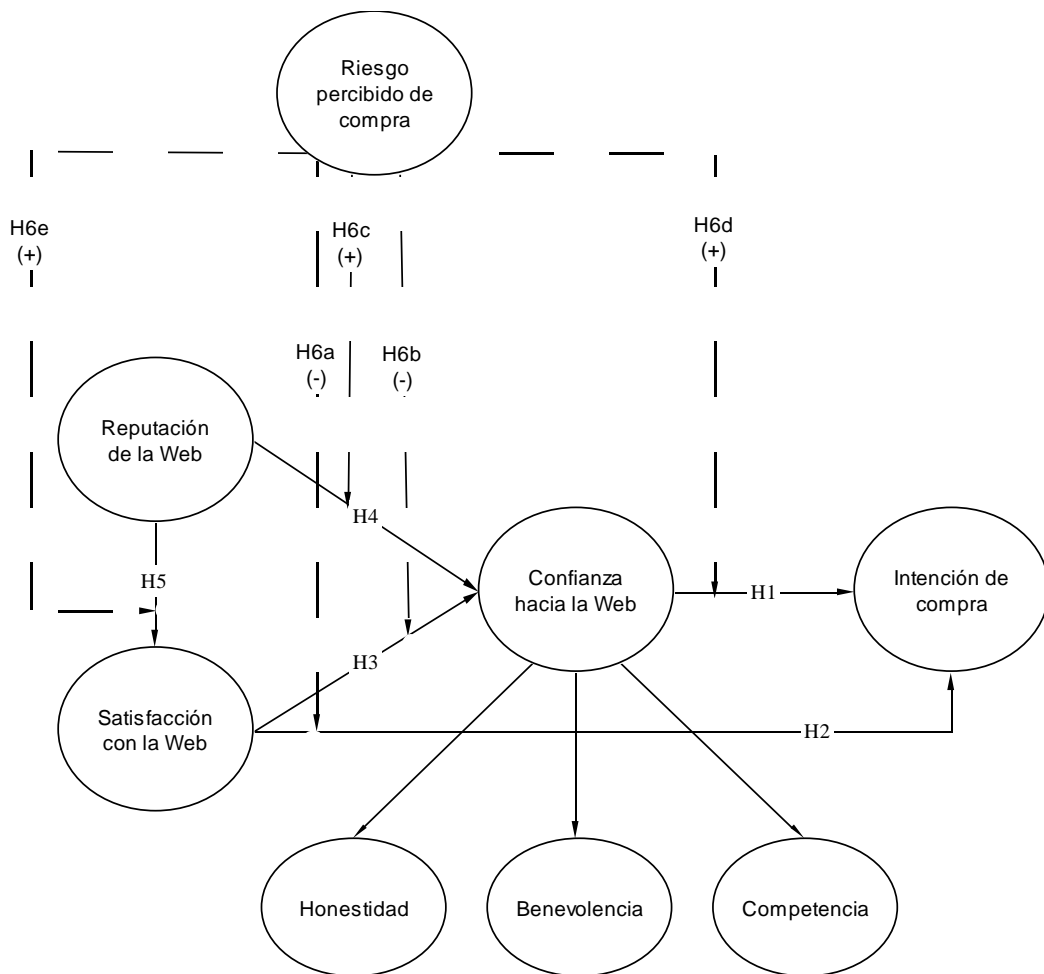 Riesgo
percibido de
compra
H6e
(+)
H6c
(+)
H6d
(+)
H6a
(-)
H6b
(-)
Reputación
de la Web
H4
H5
Confianza
hacia la Web
H1
Intención de
compra
H3
Satisfacción
con la Web
H2
Honestidad
Benevolencia
Competencia